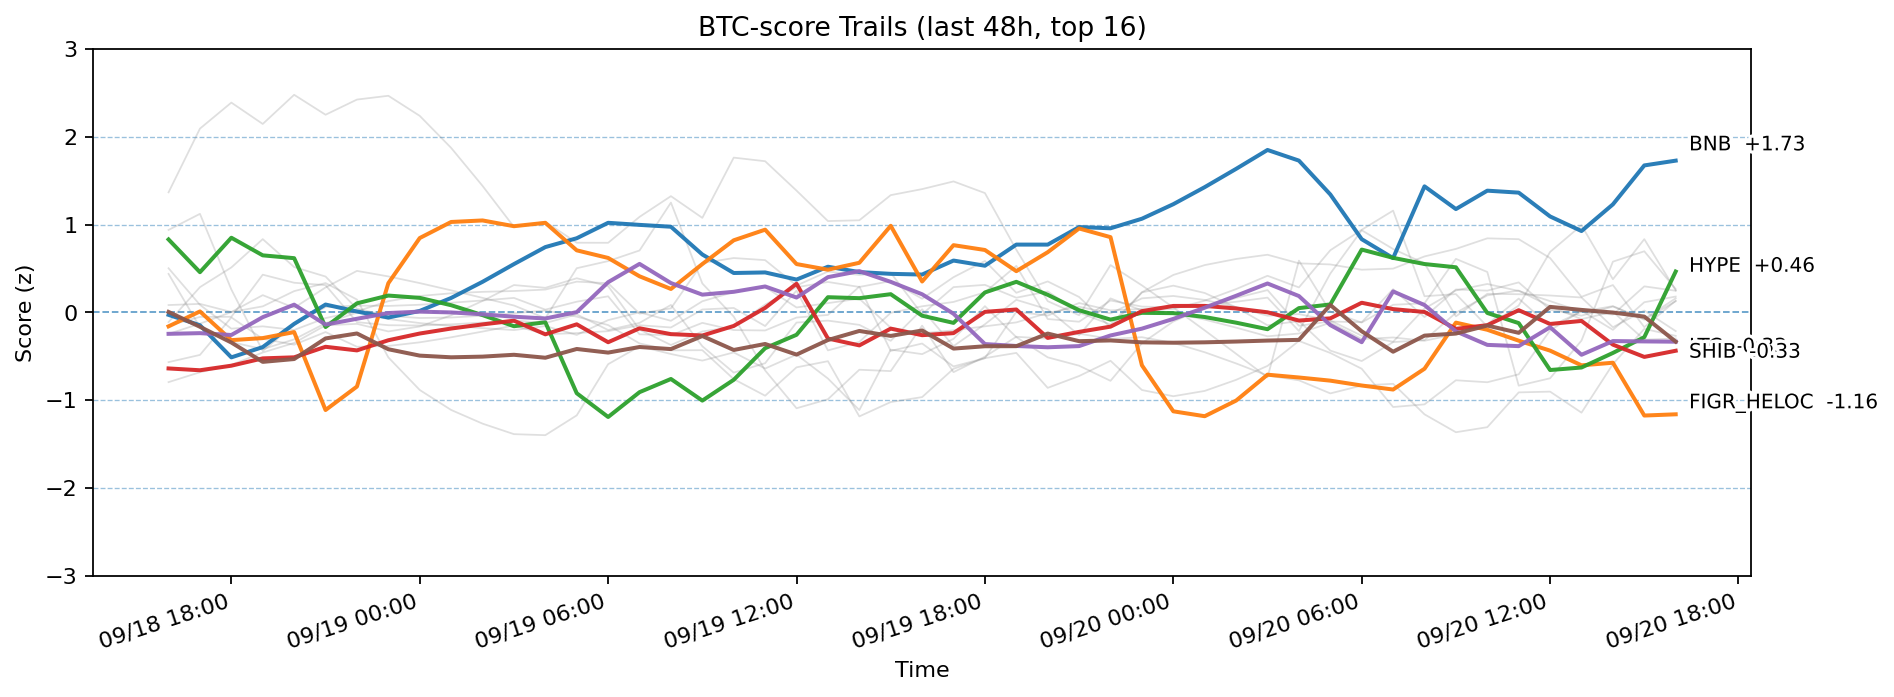 BTC-score Trails (last 48h, top 16)
Score (z)
3
2
1
0
−1
−2
−3
BNB +1.73
HYPE +0.46
SHIB -0.33
FIGR_HELOC -1.16
09/18 18:00
09/19 00:00
09/19 06:00
09/19 12:00
09/19 18:00
09/20 00:00
09/20 06:00
09/20 12:00
09/20 18:00
Time